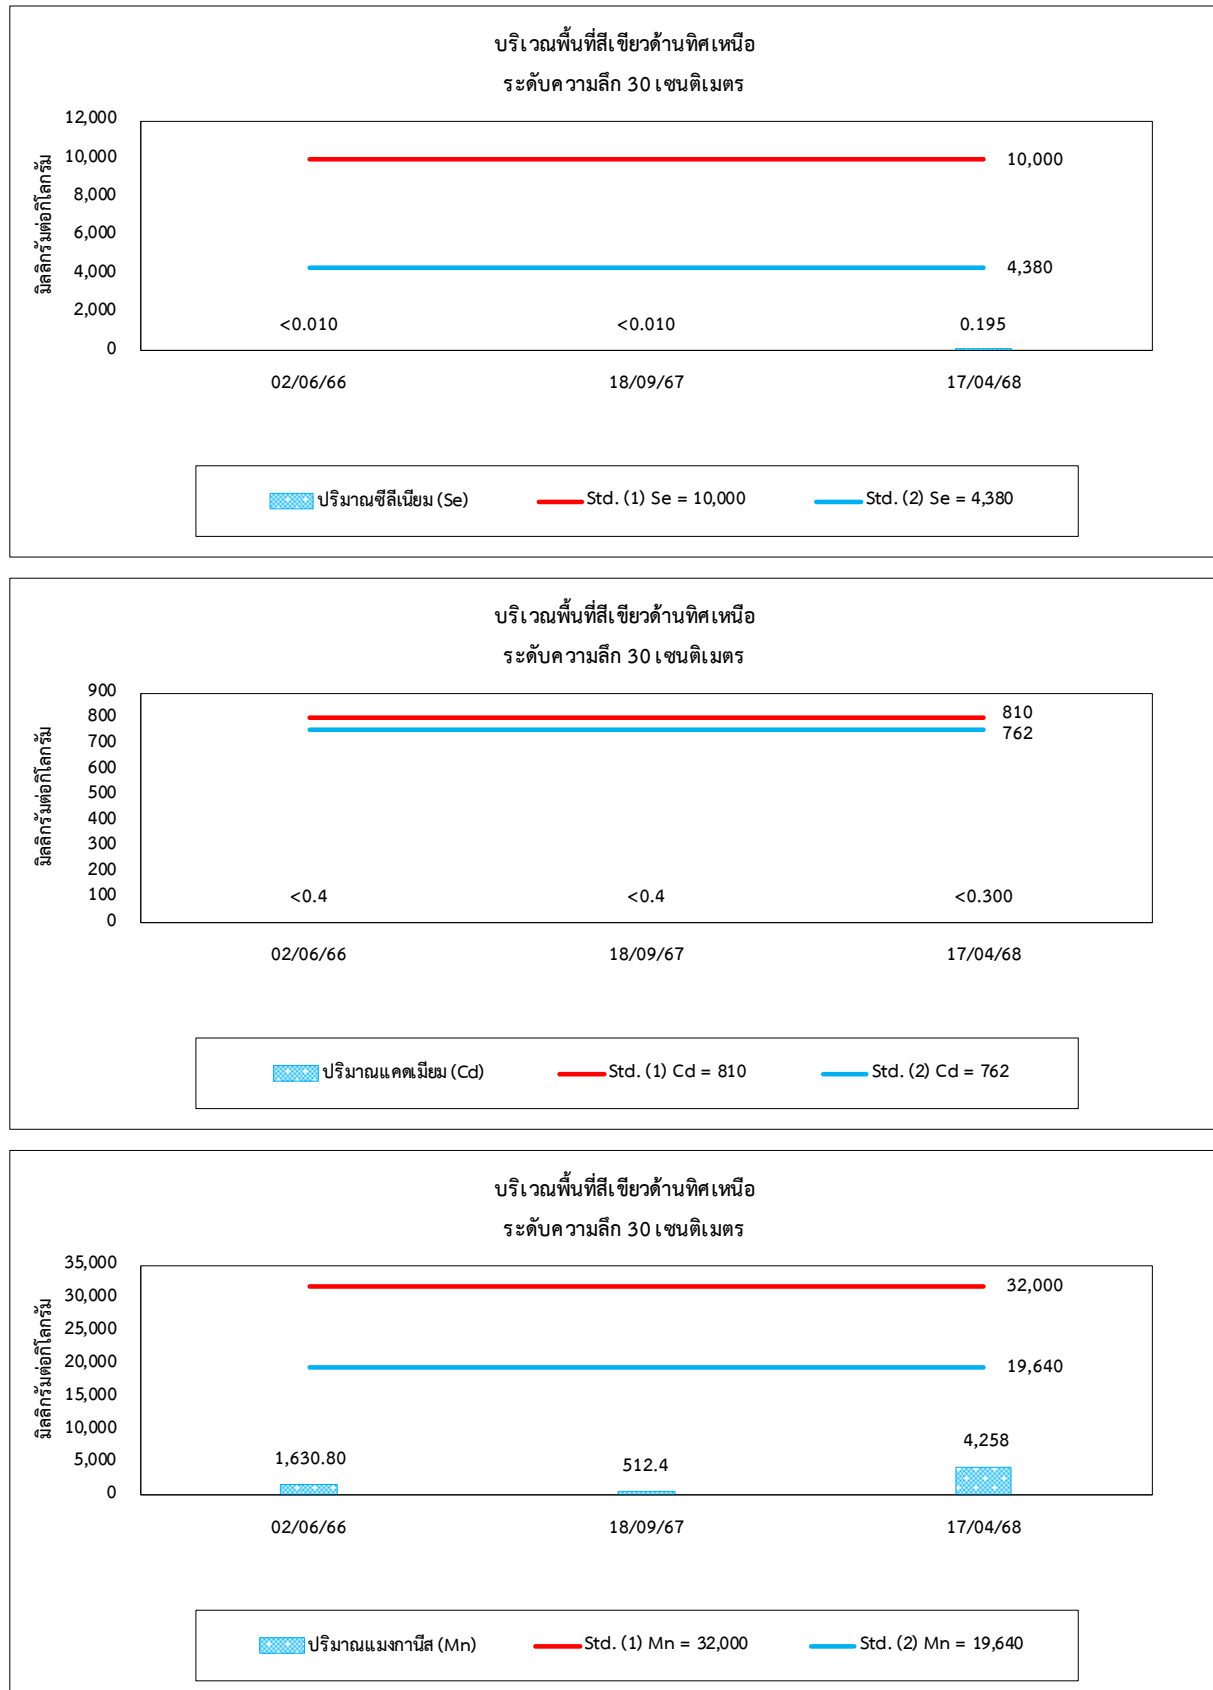 บริเวณพื้นที่สีเขียวด้านทิศเหนือ
ระดับความลึก 30 เซนติเมตร
มิลลิกรัมต่อกิโลกรัม
12,000
10,000
8,000
6,000
4,000
2,000
0
10,000
4,380
<0.010 <0.010 0.195
02/06/66 18/09/67 17/04/68
ปริมาณซีลีเนียม (Se) Std. (1) Se = 10,000 Std. (2) Se = 4,380
บริเวณพื้นที่สีเขียวด้านทิศเหนือ
ระดับความลึก 30 เซนติเมตร
มิลลิกรัมต่อกิโลกรัม
900
800
700
600
500
400
300
200
100
0
810
762
<0.4 <0.4 <0.300
02/06/66 18/09/67 17/04/68
ปริมาณแคดเมียม (Cd) Std. (1) Cd = 810 Std. (2) Cd = 762
บริเวณพื้นที่สีเขียวด้านทิศเหนือ
ระดับความลึก 30 เซนติเมตร
มิลลิกรัมต่อกิโลกรัม
35,000
30,000
25,000
20,000
15,000
10,000
5,000
0
32,000
19,640
1,630.80 512.4 4,258
02/06/66 18/09/67 17/04/68
ปริมาณแมงกานีส (Mn) Std. (1) Mn = 32,000 Std. (2) Mn = 19,640